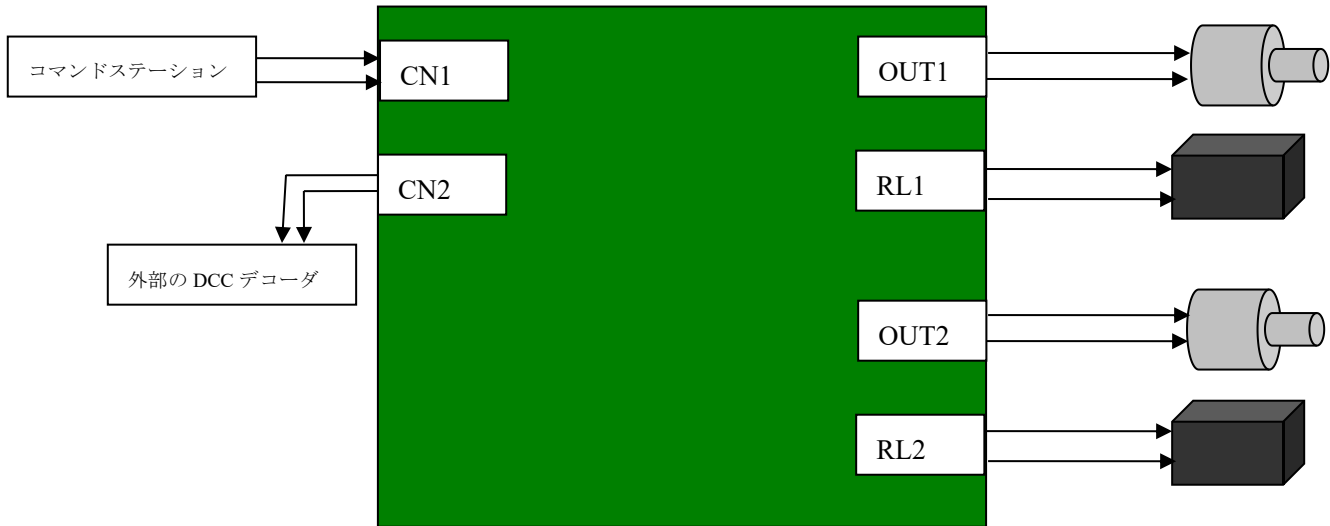 コマンドステーション
CN1
OUT1
CN2
RL1
外部の DCC デコーダ
OUT2
RL2